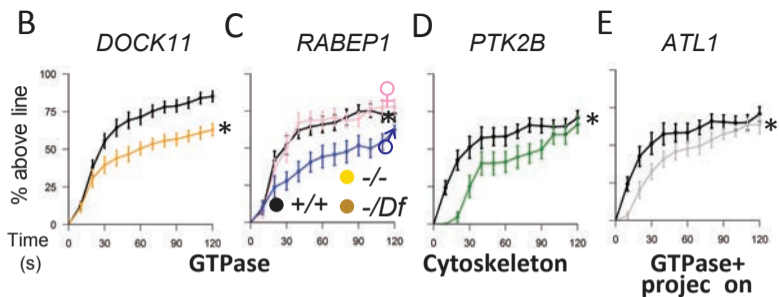 B DOCK11 C RABEP1 D PTK2B E ATL1
% above line
100
75
50
25
0
♀
*
*
♂
*
*
-/-
+/+
-/Df
Time (s)
0 30 60 90 120
0 30 60 90 120
0 30 60 90 120
0 30 60 90 120
GTPase
Cytoskeleton
GTPase+
projec on